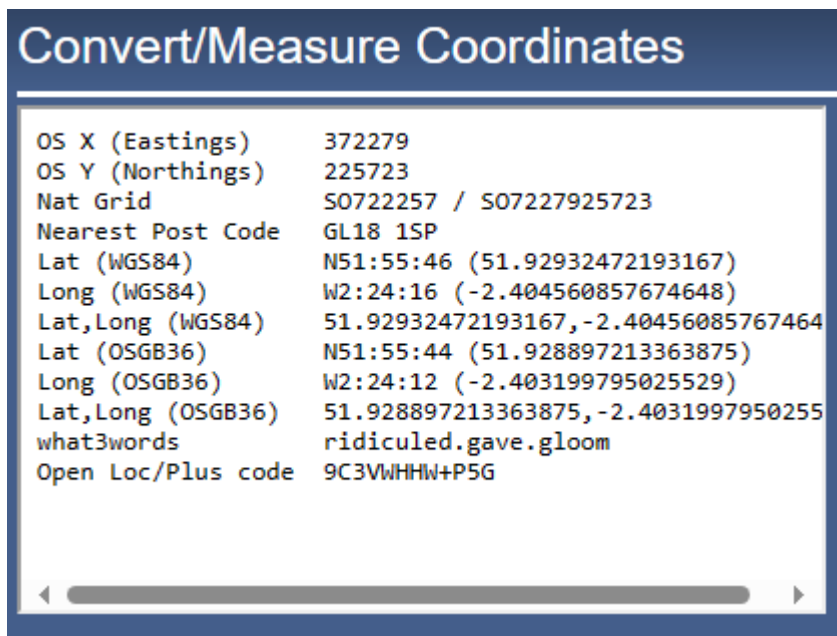 Convert/Measure Coordinates
OS X (Eastings) 372279
OS Y (Northings) 225723
Nat Grid SO722257 / SO7227925723
Nearest Post Code GL18 1SP
Lat (WGS84) N51:55:46 (51.92932472193167)
Long (WGS84) W2:24:16 (-2.404560857674648)
Lat,Long (WGS84) 51.92932472193167,-2.40456085767464
Lat (OSGB36) N51:55:44 (51.928897213363875)
Long (OSGB36) W2:24:12 (-2.403199795025529)
Lat,Long (OSGB36) 51.928897213363875,-2.4031997950255
what3words ridiculed.gave.gloom
Open Loc/Plus code 9C3VWHHW+P5G